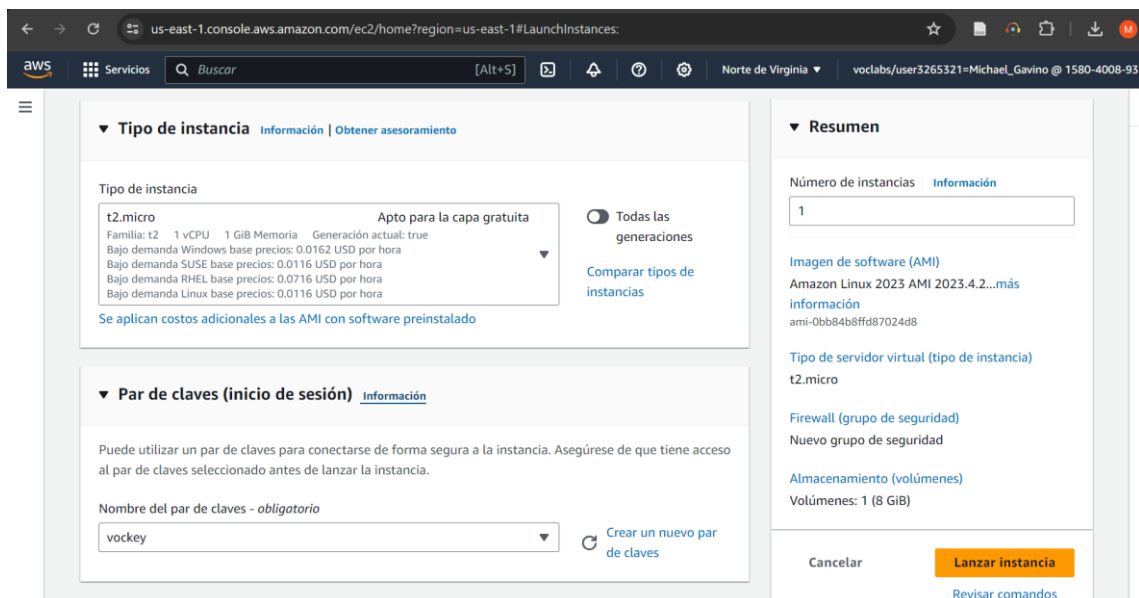 us-east-1.console.aws.amazon.com/ec2/home?region=us-east-1#LaunchInstances:
M
aws
Servicios
Buscar
[Alt+S]
Norte de Virginia ▼
voclabs/user3265321=Michael_Gavino @ 1580-4008-93
▼ Tipo de instancia Información | Obtener asesoramiento
Tipo de instancia
t2.micro Apto para la capa gratuita
Familia: t2 1 vCPU 1 GiB Memoria Generación actual: true
Bajo demanda Windows base precios: 0.0162 USD por hora
Bajo demanda SUSE base precios: 0.0116 USD por hora
Bajo demanda RHEL base precios: 0.0716 USD por hora
Bajo demanda Linux base precios: 0.0116 USD por hora
Todas las
generaciones
Comparar tipos de
instancias
Se aplican costos adicionales a las AMI con software preinstalado
▼ Par de claves (inicio de sesión) Información
Puede utilizar un par de claves para conectarse de forma segura a la instancia. Asegúrese de que tiene acceso
al par de claves seleccionado antes de lanzar la instancia.
Nombre del par de claves - obligatorio
vockey
Crear un nuevo par
de claves
▼ Resumen
Número de instancias Información
1
Imagen de software (AMI)
Amazon Linux 2023 AMI 2023.4.2...más
información
ami-0bb84b8ffd87024d8
Tipo de servidor virtual (tipo de instancia)
t2.micro
Firewall (grupo de seguridad)
Nuevo grupo de seguridad
Almacenamiento (volúmenes)
Volúmenes: 1 (8 GiB)
Cancelar
Lanzar instancia
Revisar comandos